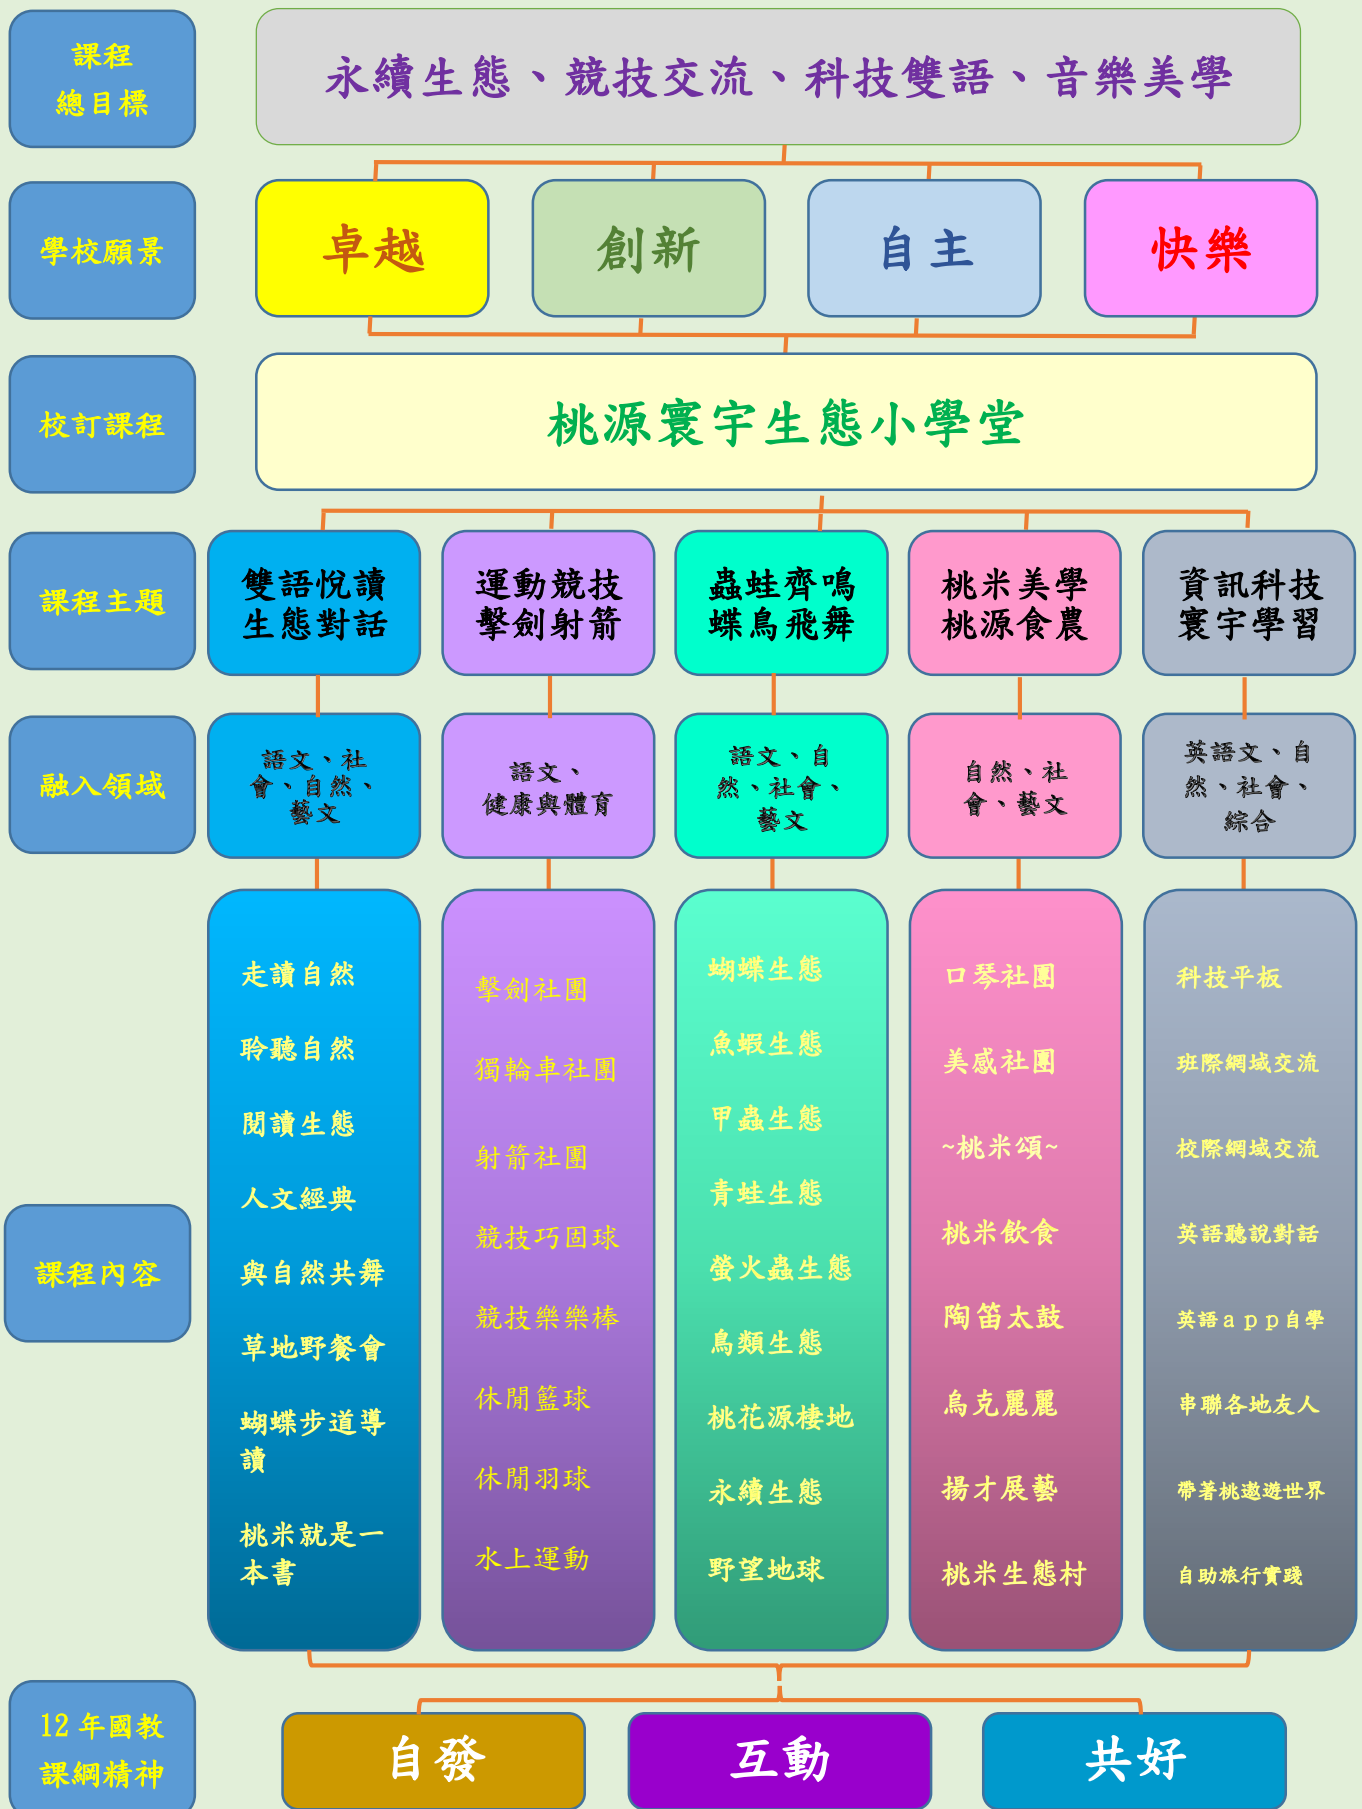 課程
總目標
永續生態、競技交流、科技雙語、音樂美學
學校願景
卓越
創新
自主
快樂
校訂課程
桃源寰宇生態小學堂
課程主題
雙語悅讀
生態對話
運動競技
擊劍射箭
蟲蛙齊鳴
蝶鳥飛舞
桃米美學
桃源食農
資訊科技
寰宇學習
融入領域
語文、社
會、自然、
藝文
語文、
健康與體育
語文、自
然、社會、
藝文
自然、社
會、藝文
英語文、自
然、社會、
綜合
課程內容
走讀自然
聆聽自然
閱讀生態
人文經典
與自然共舞
草地野餐會
蝴蝶步道導
讀
桃米就是一
本書
擊劍社團
獨輪車社團
射箭社團
競技巧固球
競技樂樂棒
休閒籃球
休閒羽球
水上運動
蝴蝶生態
魚蝦生態
甲蟲生態
青蛙生態
螢火蟲生態
鳥類生態
桃花源棲地
永續生態
野望地球
口琴社團
美感社團
~桃米頌~
桃米飲食
陶笛太鼓
烏克麗麗
揚才展藝
桃米生態村
科技平板
班際網域交流
校際網域交流
英語聽說對話
英語ａｐｐ自學
串聯各地友人
帶著桃遨遊世界
自助旅行實踐
12 年國教
課綱精神
自發
互動
共好